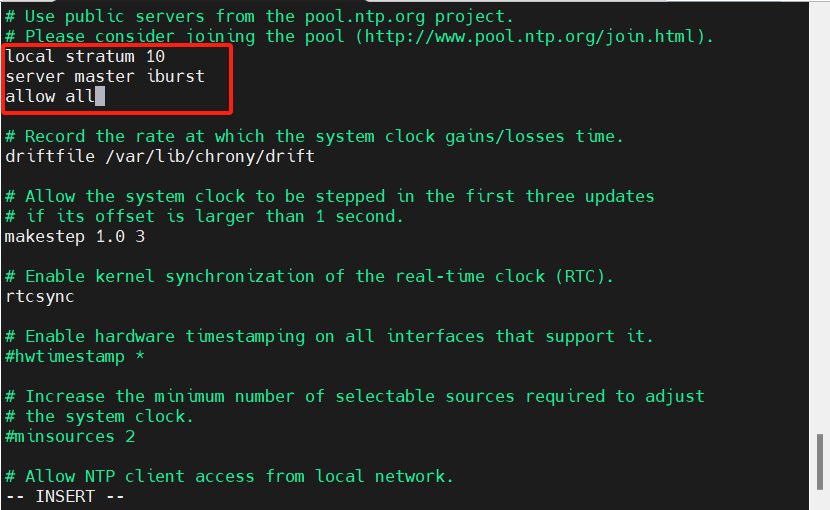 # Use public servers from the pool.ntp.org project.
# Please consider joining the pool (http://www.pool.ntp.org/join.html).
local stratum 10
server master iburst
allow all
# Record the rate at which the system clock gains/losses time.
driftfile /var/lib/chrony/drift
# Allow the system clock to be stepped in the first three updates
# if its offset is larger than 1 second.
makestep 1.0 3
# Enable kernel synchronization of the real-time clock (RTC).
rtcsync
# Enable hardware timestamping on all interfaces that support it.
#hwtimestamp *
# Increase the minimum number of selectable sources required to adjust
# the system clock.
#minsources 2
# Allow NTP client access from local network.
-- INSERT --